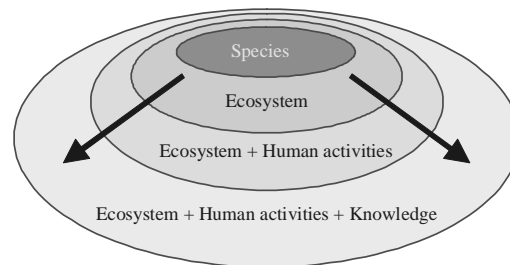 Species
Ecosystem
Ecosystem + Human activities
Ecosystem + Human activities + Knowledge